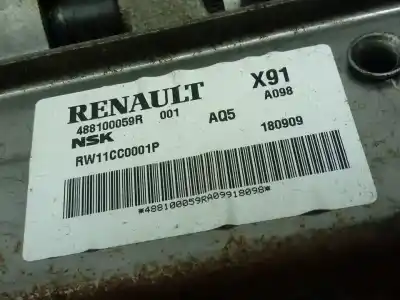 RENAULT X91
488100059R 001 A098
NSK AQ5 180909
RW11CC0001P
*488100059RA09918098*